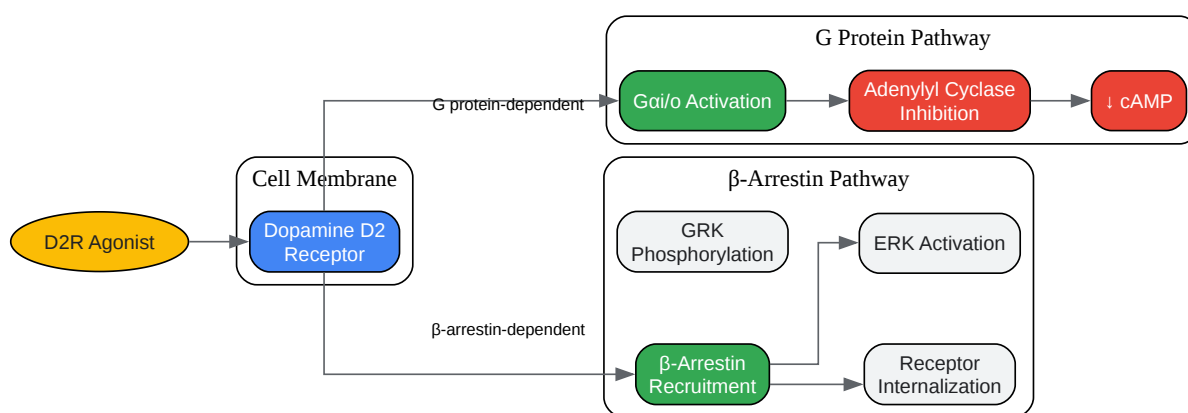 G Protein Pathway
G protein-dependent
Gαi/o Activation
Adenylyl Cyclase
Inhibition
↓ cAMP
Cell Membrane
D2R Agonist
Dopamine D2
Receptor
β-Arrestin Pathway
GRK
Phosphorylation
ERK Activation
β-arrestin-dependent
β-Arrestin
Recruitment
Receptor
Internalization